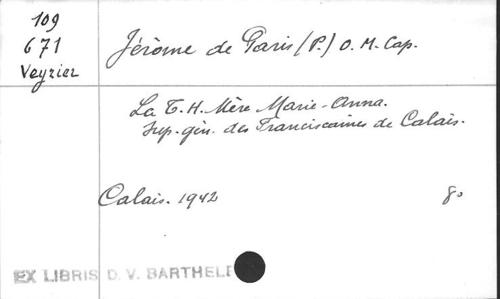 109
671
Veyrier
Jérôme de Paris (P.) O. M. Cap.
La T. H. Mère Marie-Anna.
Sup. gén. des Franciscaines de Calais.
Calais. 1942 8°
EX LIBRIS D. V. BARTHELE